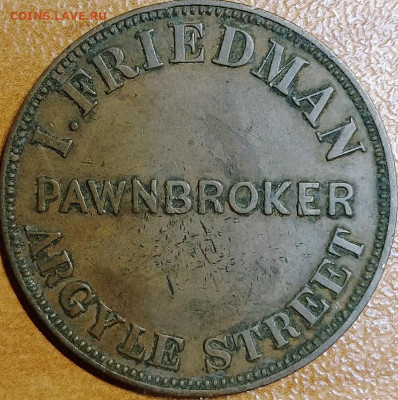 COINS.LAVE.RU
I. FRIEDMAN
PAWNBROKER
ARGYLE STREET